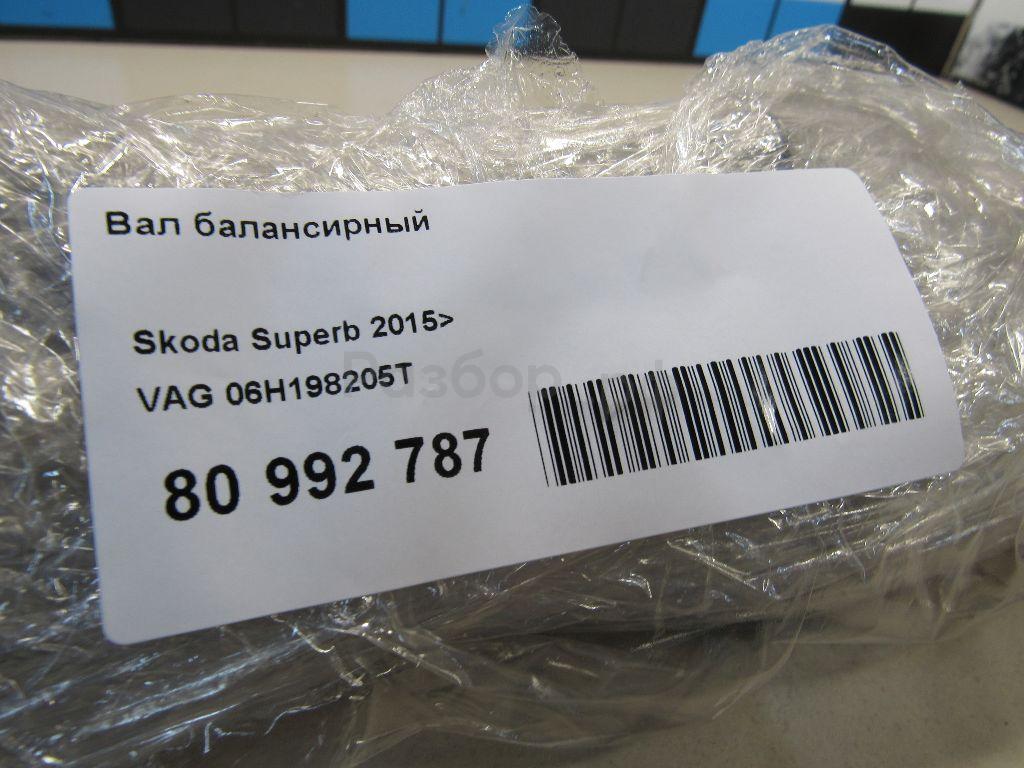 Вал балансирный
Skoda Superb 2015>
VAG 06H198205T
80 992 787